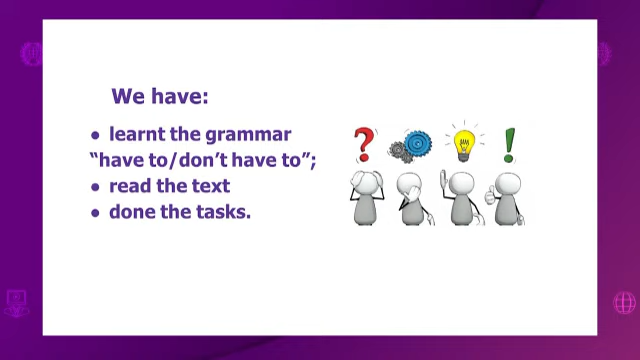 We have:
● learnt the grammar
“have to/don’t have to”;
● read the text
● done the tasks.